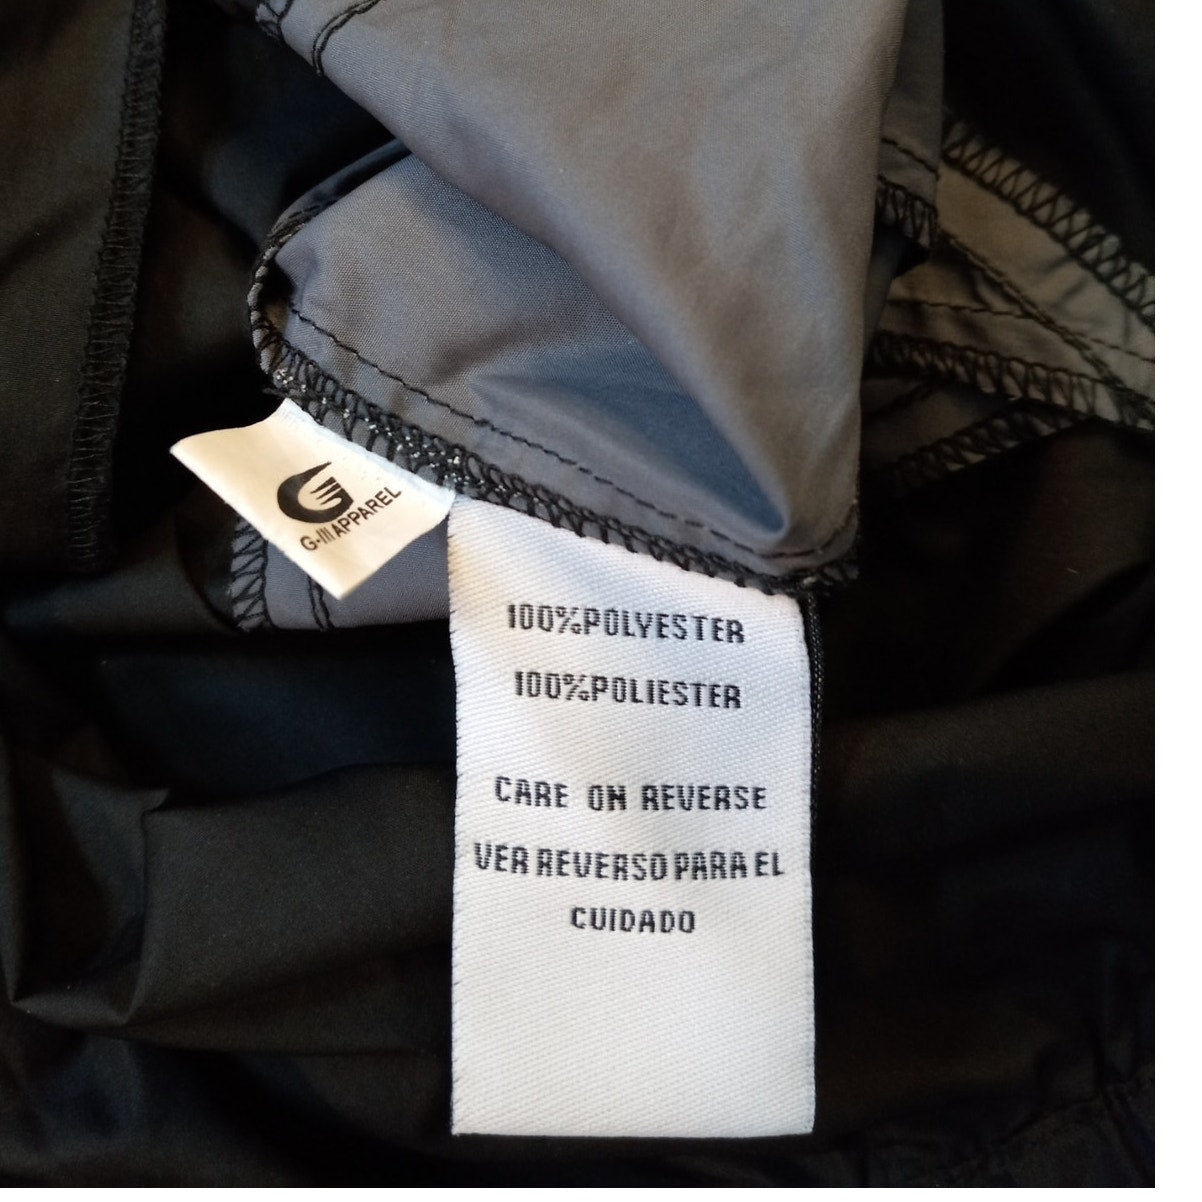 G-III APPAREL
100%POLYESTER
100%POLIESTER
CARE ON REVERSE
VER REVERSO PARA EL
CUIDADO